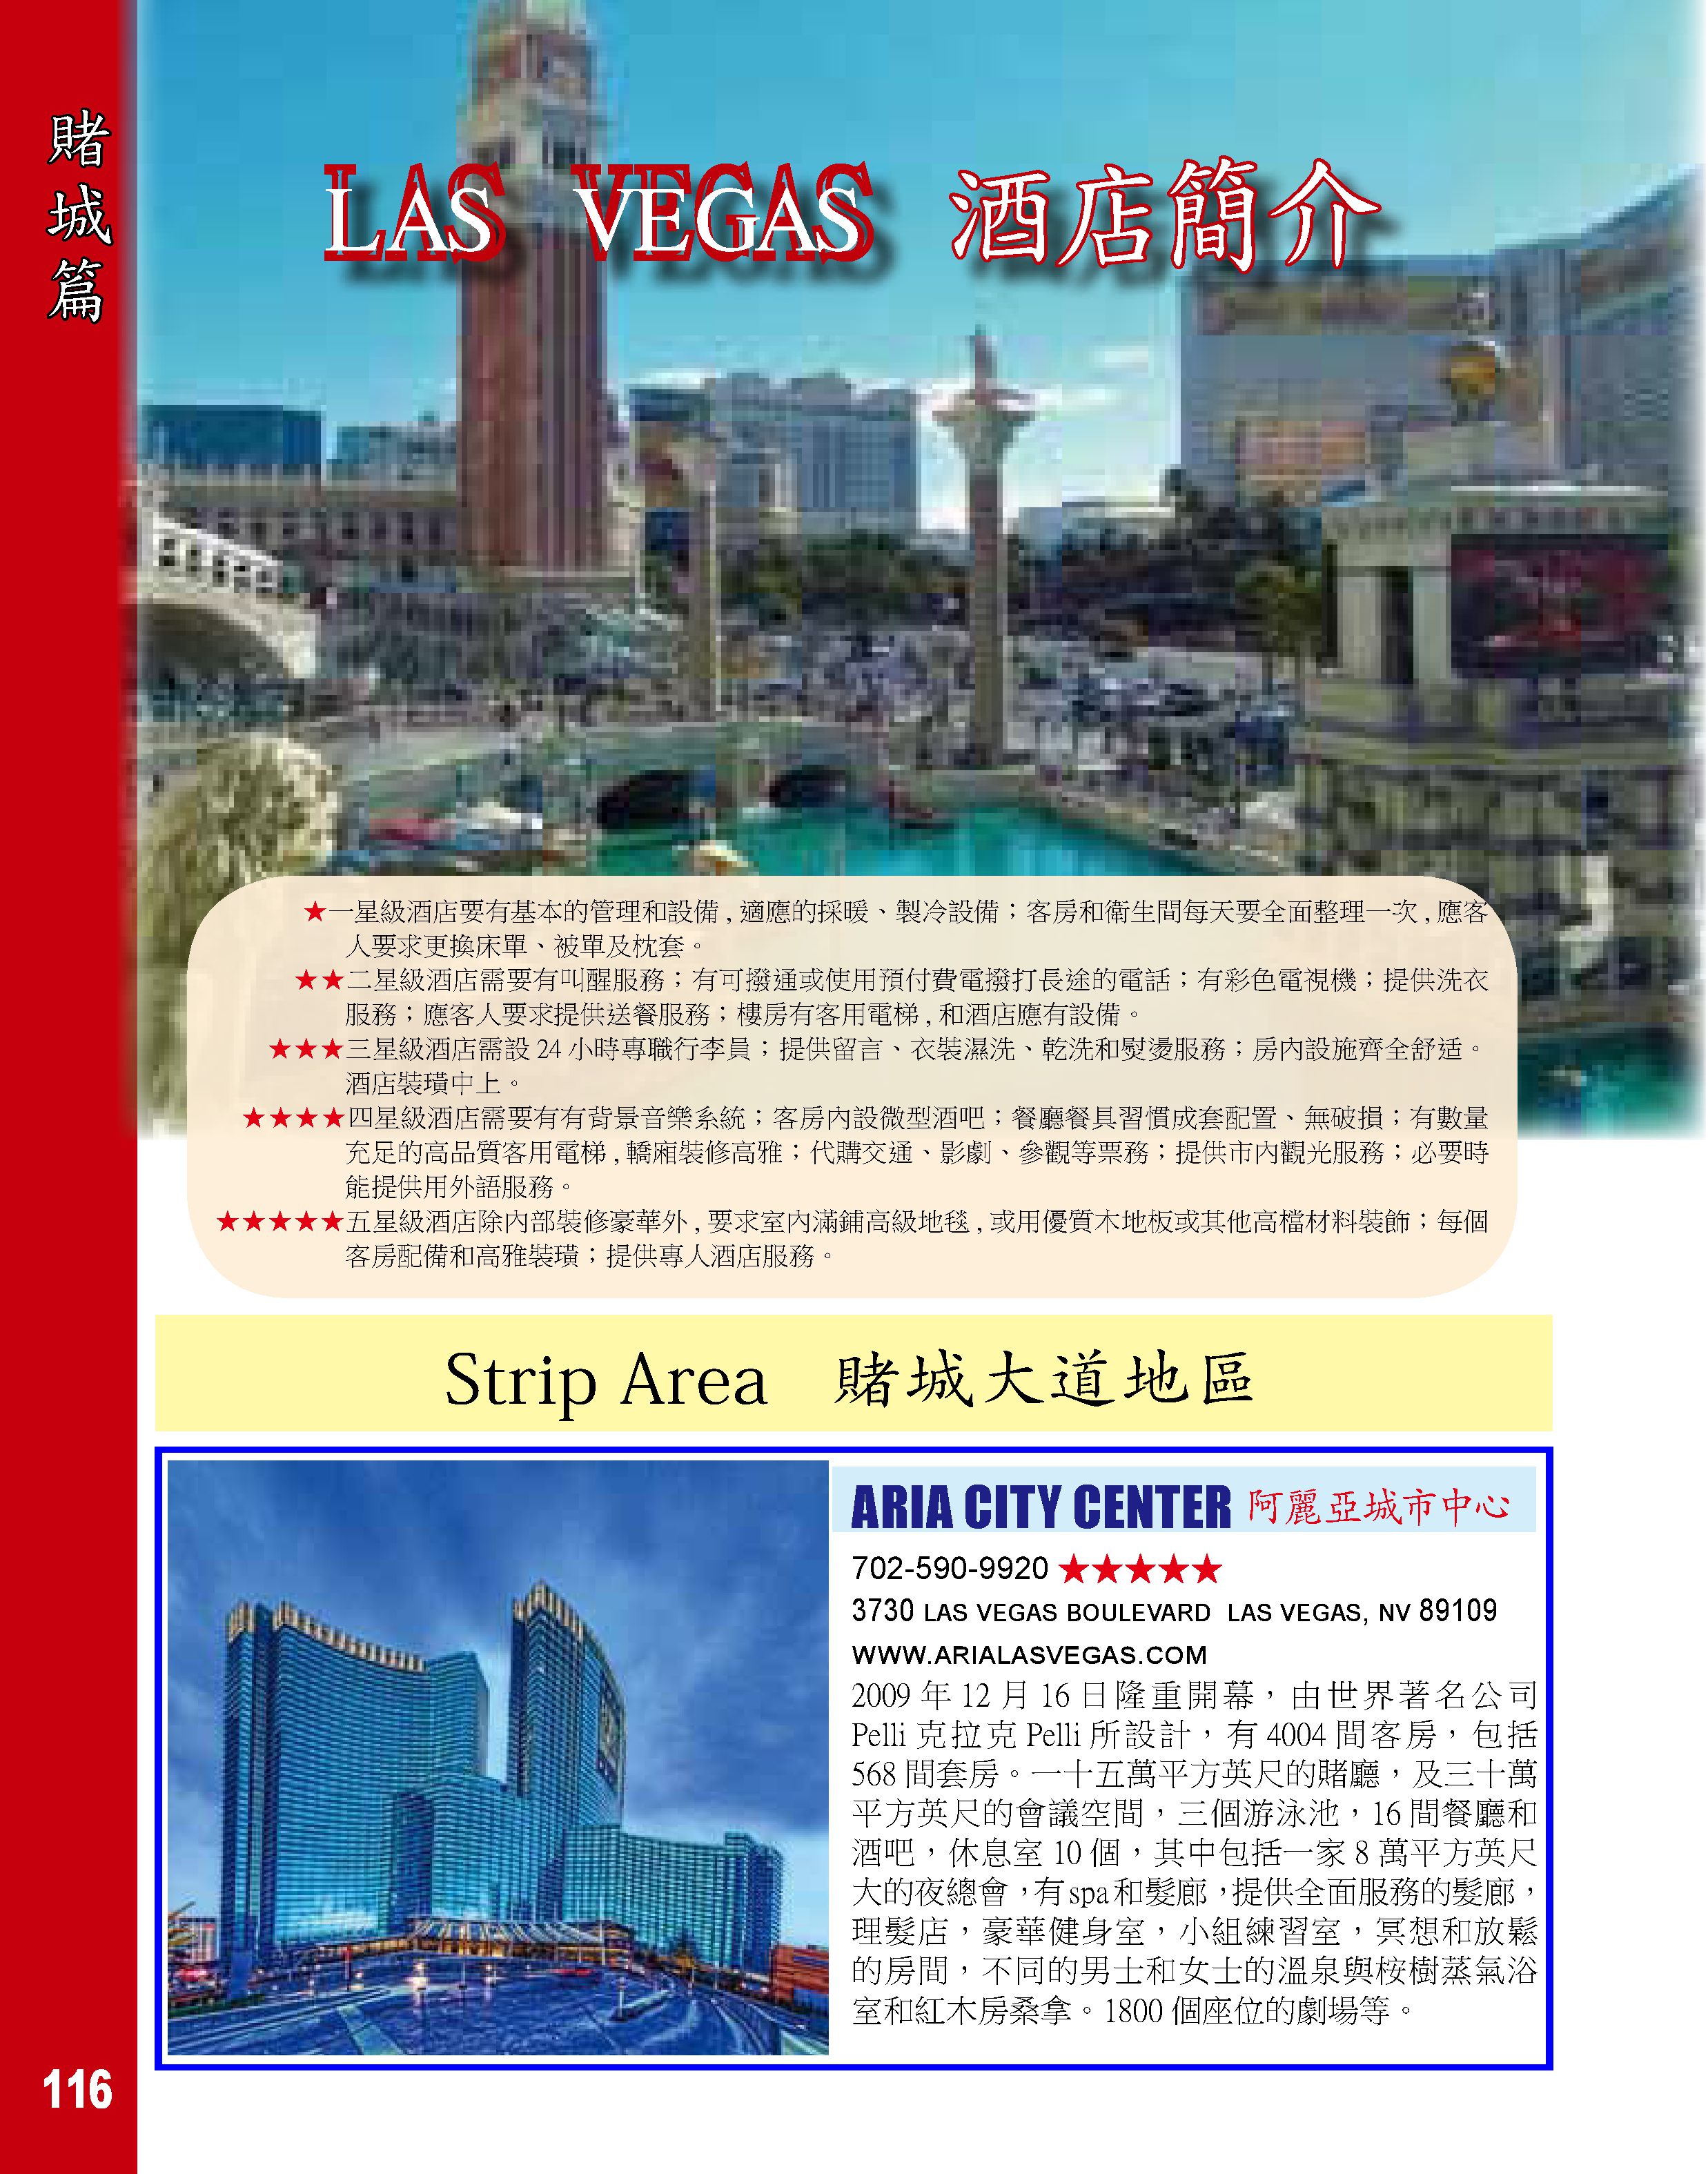 賭城篇
LAS VEGAS 酒店簡介
★一星級酒店要有基本的管理和設備,適應的採暖、製冷設備；客房和衛生間每天要全面整理一次,應客
人要求更換床單、被單及枕套。
★★二星級酒店需要有叫醒服務；有可撥通或使用預付費電撥打長途的電話；有彩色電視機；提供洗衣
服務；應客人要求提供送餐服務；樓房有客用電梯,和酒店應有設備。
★★★三星級酒店需設 24 小時專職行李員；提供留言、衣裝濕洗、乾洗和熨燙服務；房內設施齊全舒适。
酒店裝璜中上。
★★★★四星級酒店需要有有背景音樂系統；客房內設微型酒吧；餐廳餐具習慣成套配置、無破損；有數量
充足的高品質客用電梯,轎廂裝修高雅；代購交通、影劇、參觀等票務；提供市內觀光服務；必要時
能提供用外語服務。
★★★★★五星級酒店除內部裝修豪華外,要求室內滿鋪高級地毯,或用優質木地板或其他高檔材料裝飾；每個
客房配備和高雅裝璜；提供專人酒店服務。
Strip Area 賭城大道地區
ARIA CITY CENTER 阿麗亞城市中心
702-590-9920 ★★★★★
3730 LAS VEGAS BOULEVARD LAS VEGAS, NV 89109
WWW.ARIALASVEGAS.COM
2009 年 12 月 16 日隆重開幕，由世界著名公司
Pelli 克拉克 Pelli 所設計，有 4004 間客房，包括
568 間套房。一十五萬平方英尺的賭廳，及三十萬
平方英尺的會議空間，三個游泳池，16 間餐廳和
酒吧，休息室 10 個，其中包括一家 8 萬平方英尺
大的夜總會，有 spa 和髮廊，提供全面服務的髮廊，
理髮店，豪華健身室，小組練習室，冥想和放鬆
的房間，不同的男士和女士的溫泉與桉樹蒸氣浴
室和紅木房桑拿。1800 個座位的劇場等。
116